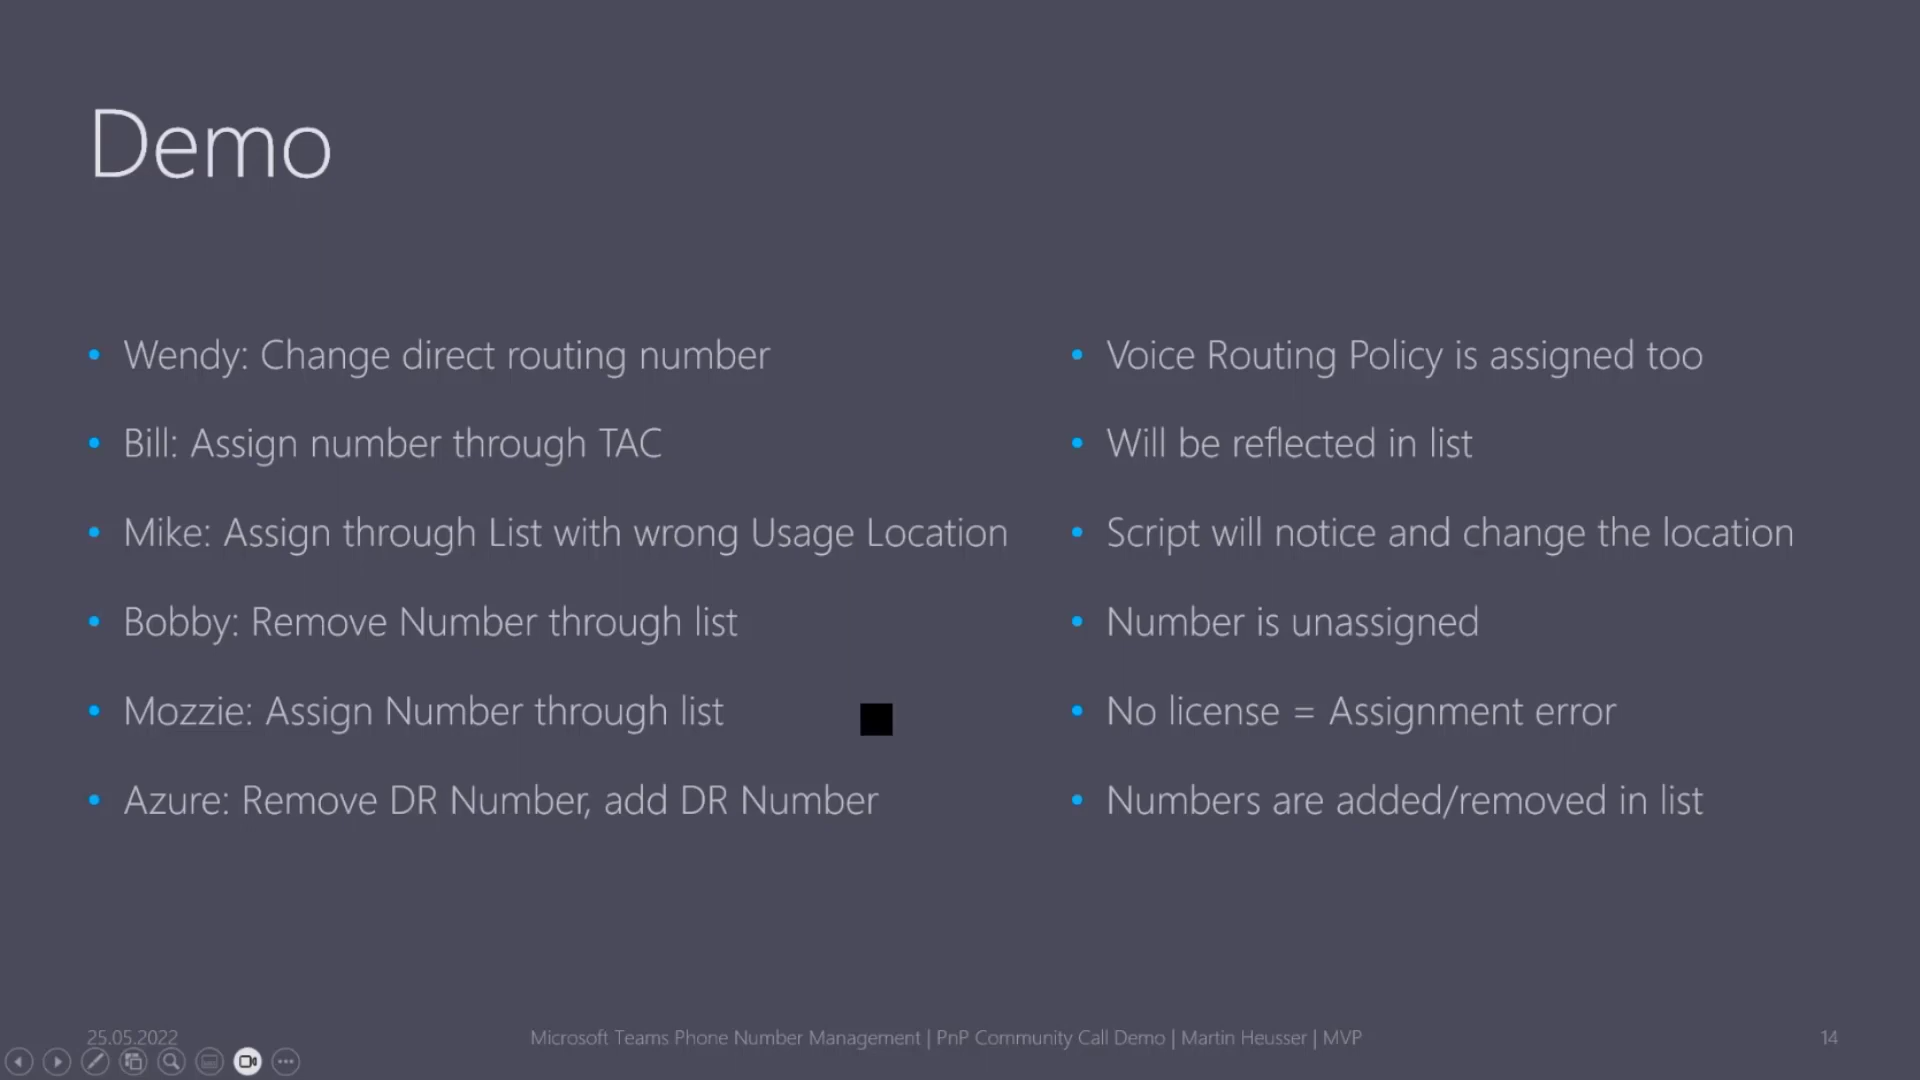 Demo
• Wendy: Change direct routing number
• Bill: Assign number through TAC
• Mike: Assign through List with wrong Usage Location
• Bobby: Remove Number through list
• Mozzie: Assign Number through list
• Azure: Remove DR Number, add DR Number
• Voice Routing Policy is assigned too
• Will be reflected in list
• Script will notice and change the location
• Number is unassigned
• No license = Assignment error
• Numbers are added/removed in list
25.05.2022
Microsoft Teams Phone Number Management | PnP Community Call Demo | Martin Heusser | MVP
14